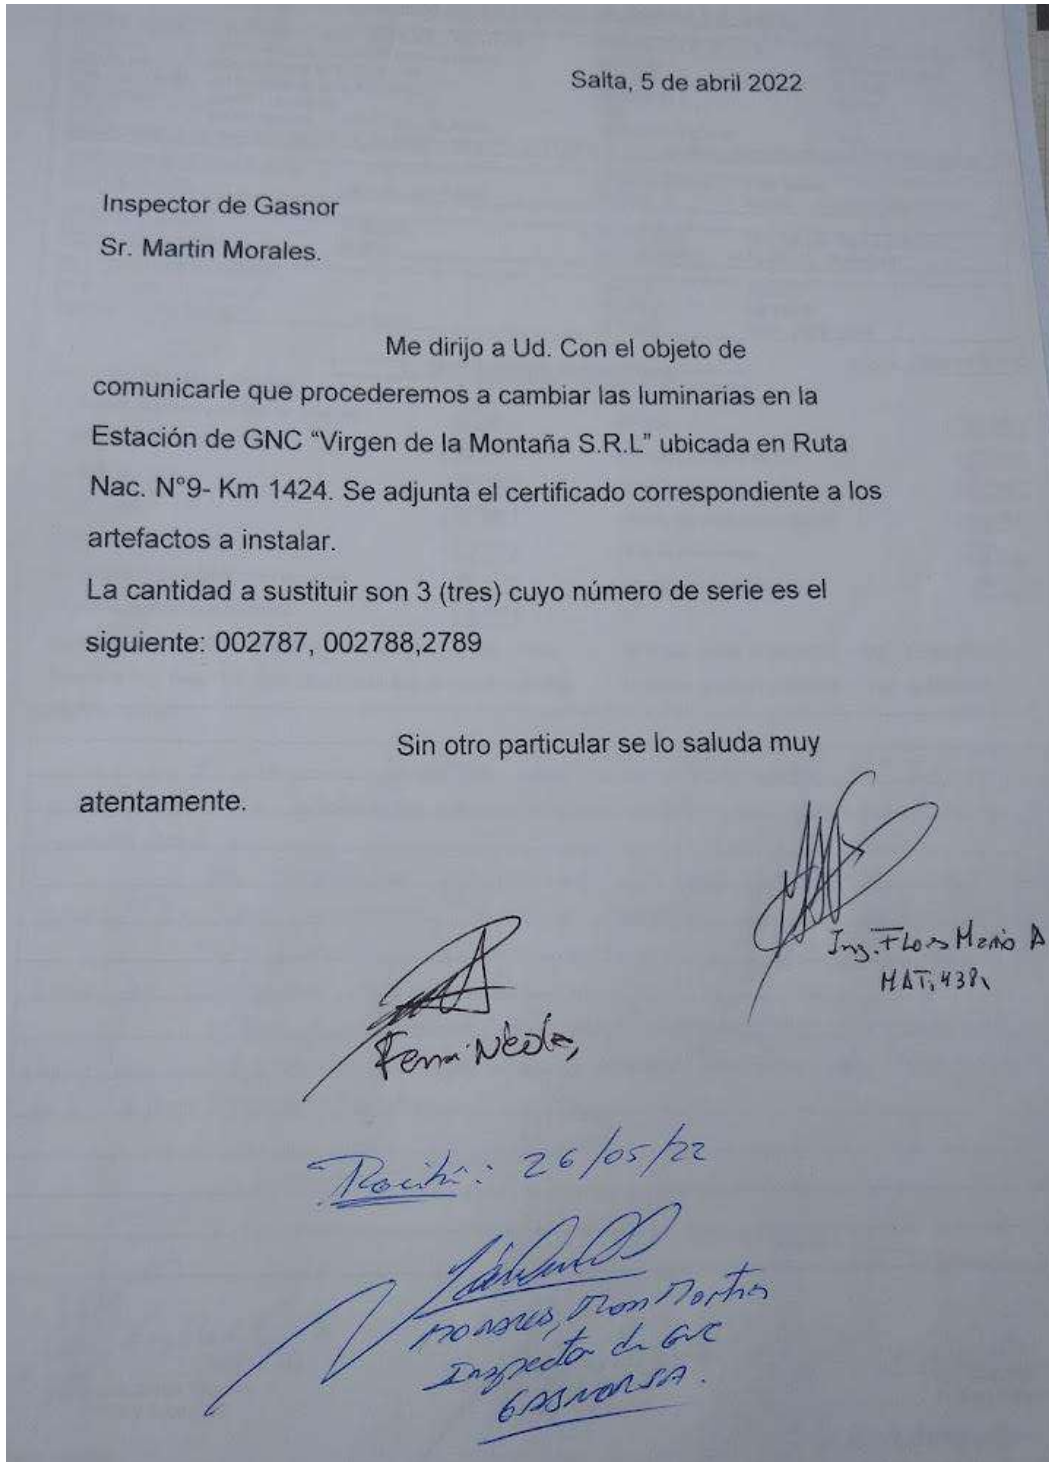 Salta, 5 de abril 2022
Inspector de Gasnor
Sr. Martin Morales.
Me dirijo a Ud. Con el objeto de
comunicarle que procederemos a cambiar las luminarias en la
Estación de GNC “Virgen de la Montaña S.R.L” ubicada en Ruta
Nac. N°9- Km 1424. Se adjunta el certificado correspondiente a los
artefactos a instalar.
La cantidad a sustituir son 3 (tres) cuyo número de serie es el
siguiente: 002787, 002788,2789
Sin otro particular se lo saluda muy
atentamente.
Ing. Flores Mario A
MAT. 438
Recibí: 26/05/22
Morales, Martin
Inspector de GNC
GASNOR SA.